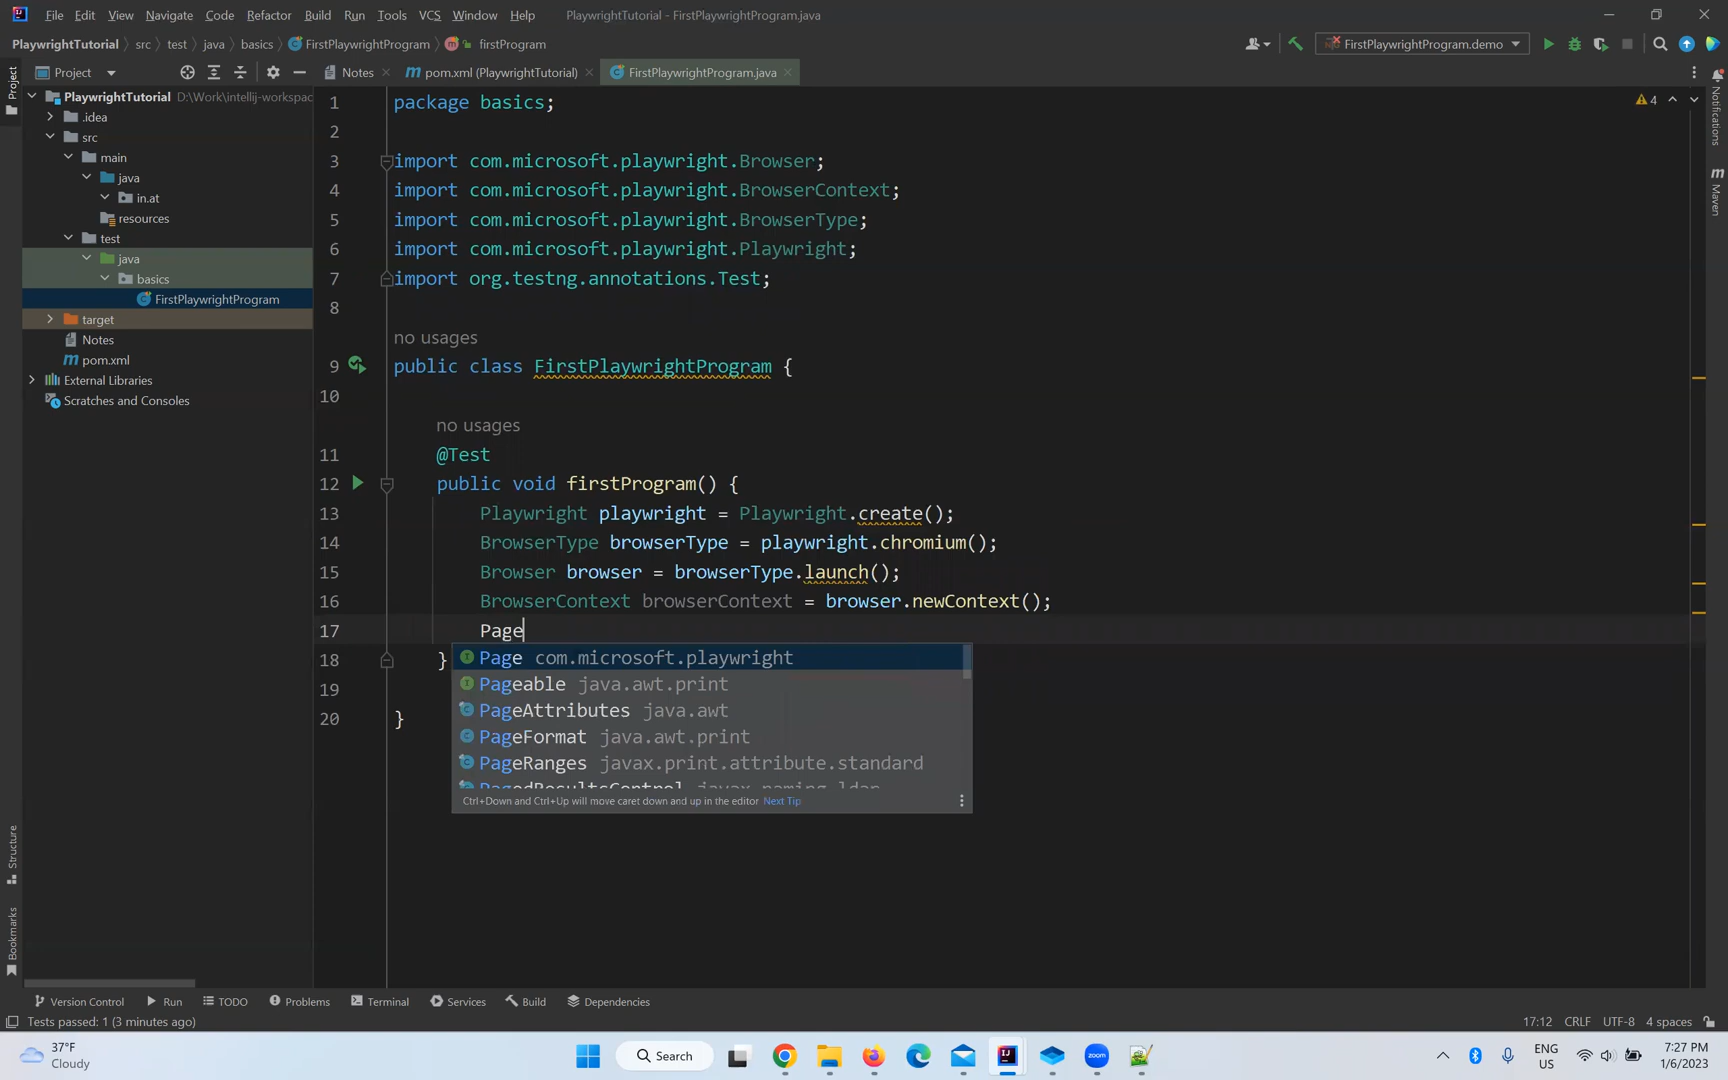 File Edit View Navigate Code Refactor Build Run Tools VCS Window Help PlaywrightTutorial - FirstPlaywrightProgram.java
PlaywrightTutorial src test java basics FirstPlaywrightProgram firstProgram FirstPlaywrightProgram.demo
Project Notes pom.xml (PlaywrightTutorial) FirstPlaywrightProgram.java
Project
PlaywrightTutorial D:\Work\intellij-workspac
.idea
src
main
java
in.at
resources
test
java
basics
FirstPlaywrightProgram
target
Notes
pom.xml
External Libraries
Scratches and Consoles
Structure
Bookmarks
1 package basics;
2
3 import com.microsoft.playwright.Browser;
4 import com.microsoft.playwright.BrowserContext;
5 import com.microsoft.playwright.BrowserType;
6 import com.microsoft.playwright.Playwright;
7 import org.testng.annotations.Test;
8
no usages
9 public class FirstPlaywrightProgram {
10
no usages
11 @Test
12 public void firstProgram() {
13 Playwright playwright = Playwright.create();
14 BrowserType browserType = playwright.chromium();
15 Browser browser = browserType.launch();
16 BrowserContext browserContext = browser.newContext();
17 Page
18 }
19
20 }
Page com.microsoft.playwright
Pageable java.awt.print
PageAttributes java.awt
PageFormat java.awt.print
PageRanges javax.print.attribute.standard
Ctrl+Down and Ctrl+Up will move caret down and up in the editor Next Tip
4
Notifications
m Maven
Version Control Run TODO Problems Terminal Services Build Dependencies
Tests passed: 1 (3 minutes ago) 17:12 CRLF UTF-8 4 spaces
37°F
Cloudy
Search
zoom
ENG
US
7:27 PM
1/6/2023